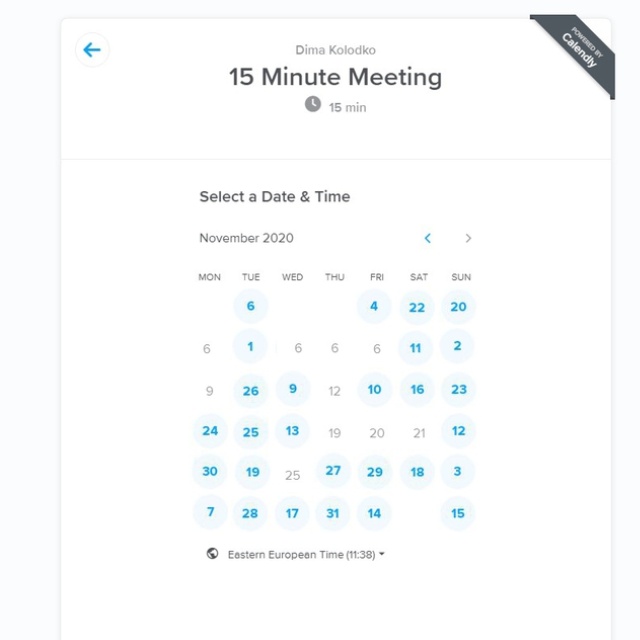 POWERED BY
Calendly
Dima Kolodko
15 Minute Meeting
15 min
Select a Date & Time
November 2020
MON TUE WED THU FRI SAT SUN
6 4 22 20
6 1 6 6 6 11 2
9 26 9 12 10 16 23
24 25 13 19 20 21 12
30 19 25 27 29 18 3
7 28 17 31 14 15
Eastern European Time (11:38)